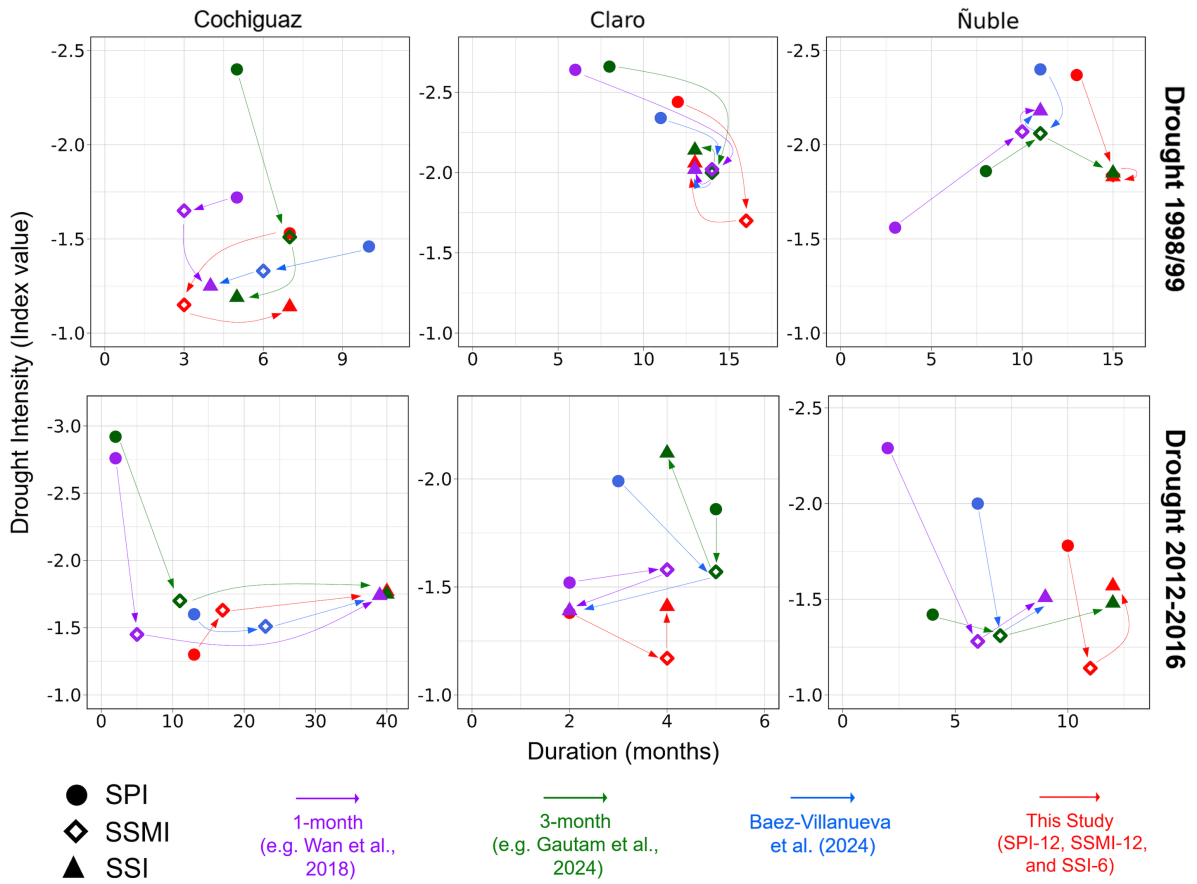 Cochiguaz
Claro
Ñuble
-2.5
-2.0
-1.5
-1.0
0
3
6
9
-2.5
-2.0
-1.5
-1.0
0
5
10
15
-2.5
-2.0
-1.5
-1.0
0
5
10
15
Drought 1998/99
Drought Intensity (Index value)
-3.0
-2.5
-2.0
-1.5
-1.0
0
10
20
30
40
-2.0
-1.5
-1.0
0
2
4
6
-2.5
-2.0
-1.5
-1.0
0
5
10
Drought 2012-2016
Duration (months)
SPI
SSMI
SSI
1-month
(e.g. Wan et al.,
2018)
3-month
(e.g. Gautam et al.,
2024)
Baez-Villanueva
et al. (2024)
This Study
(SPI-12, SSMI-12,
and SSI-6)